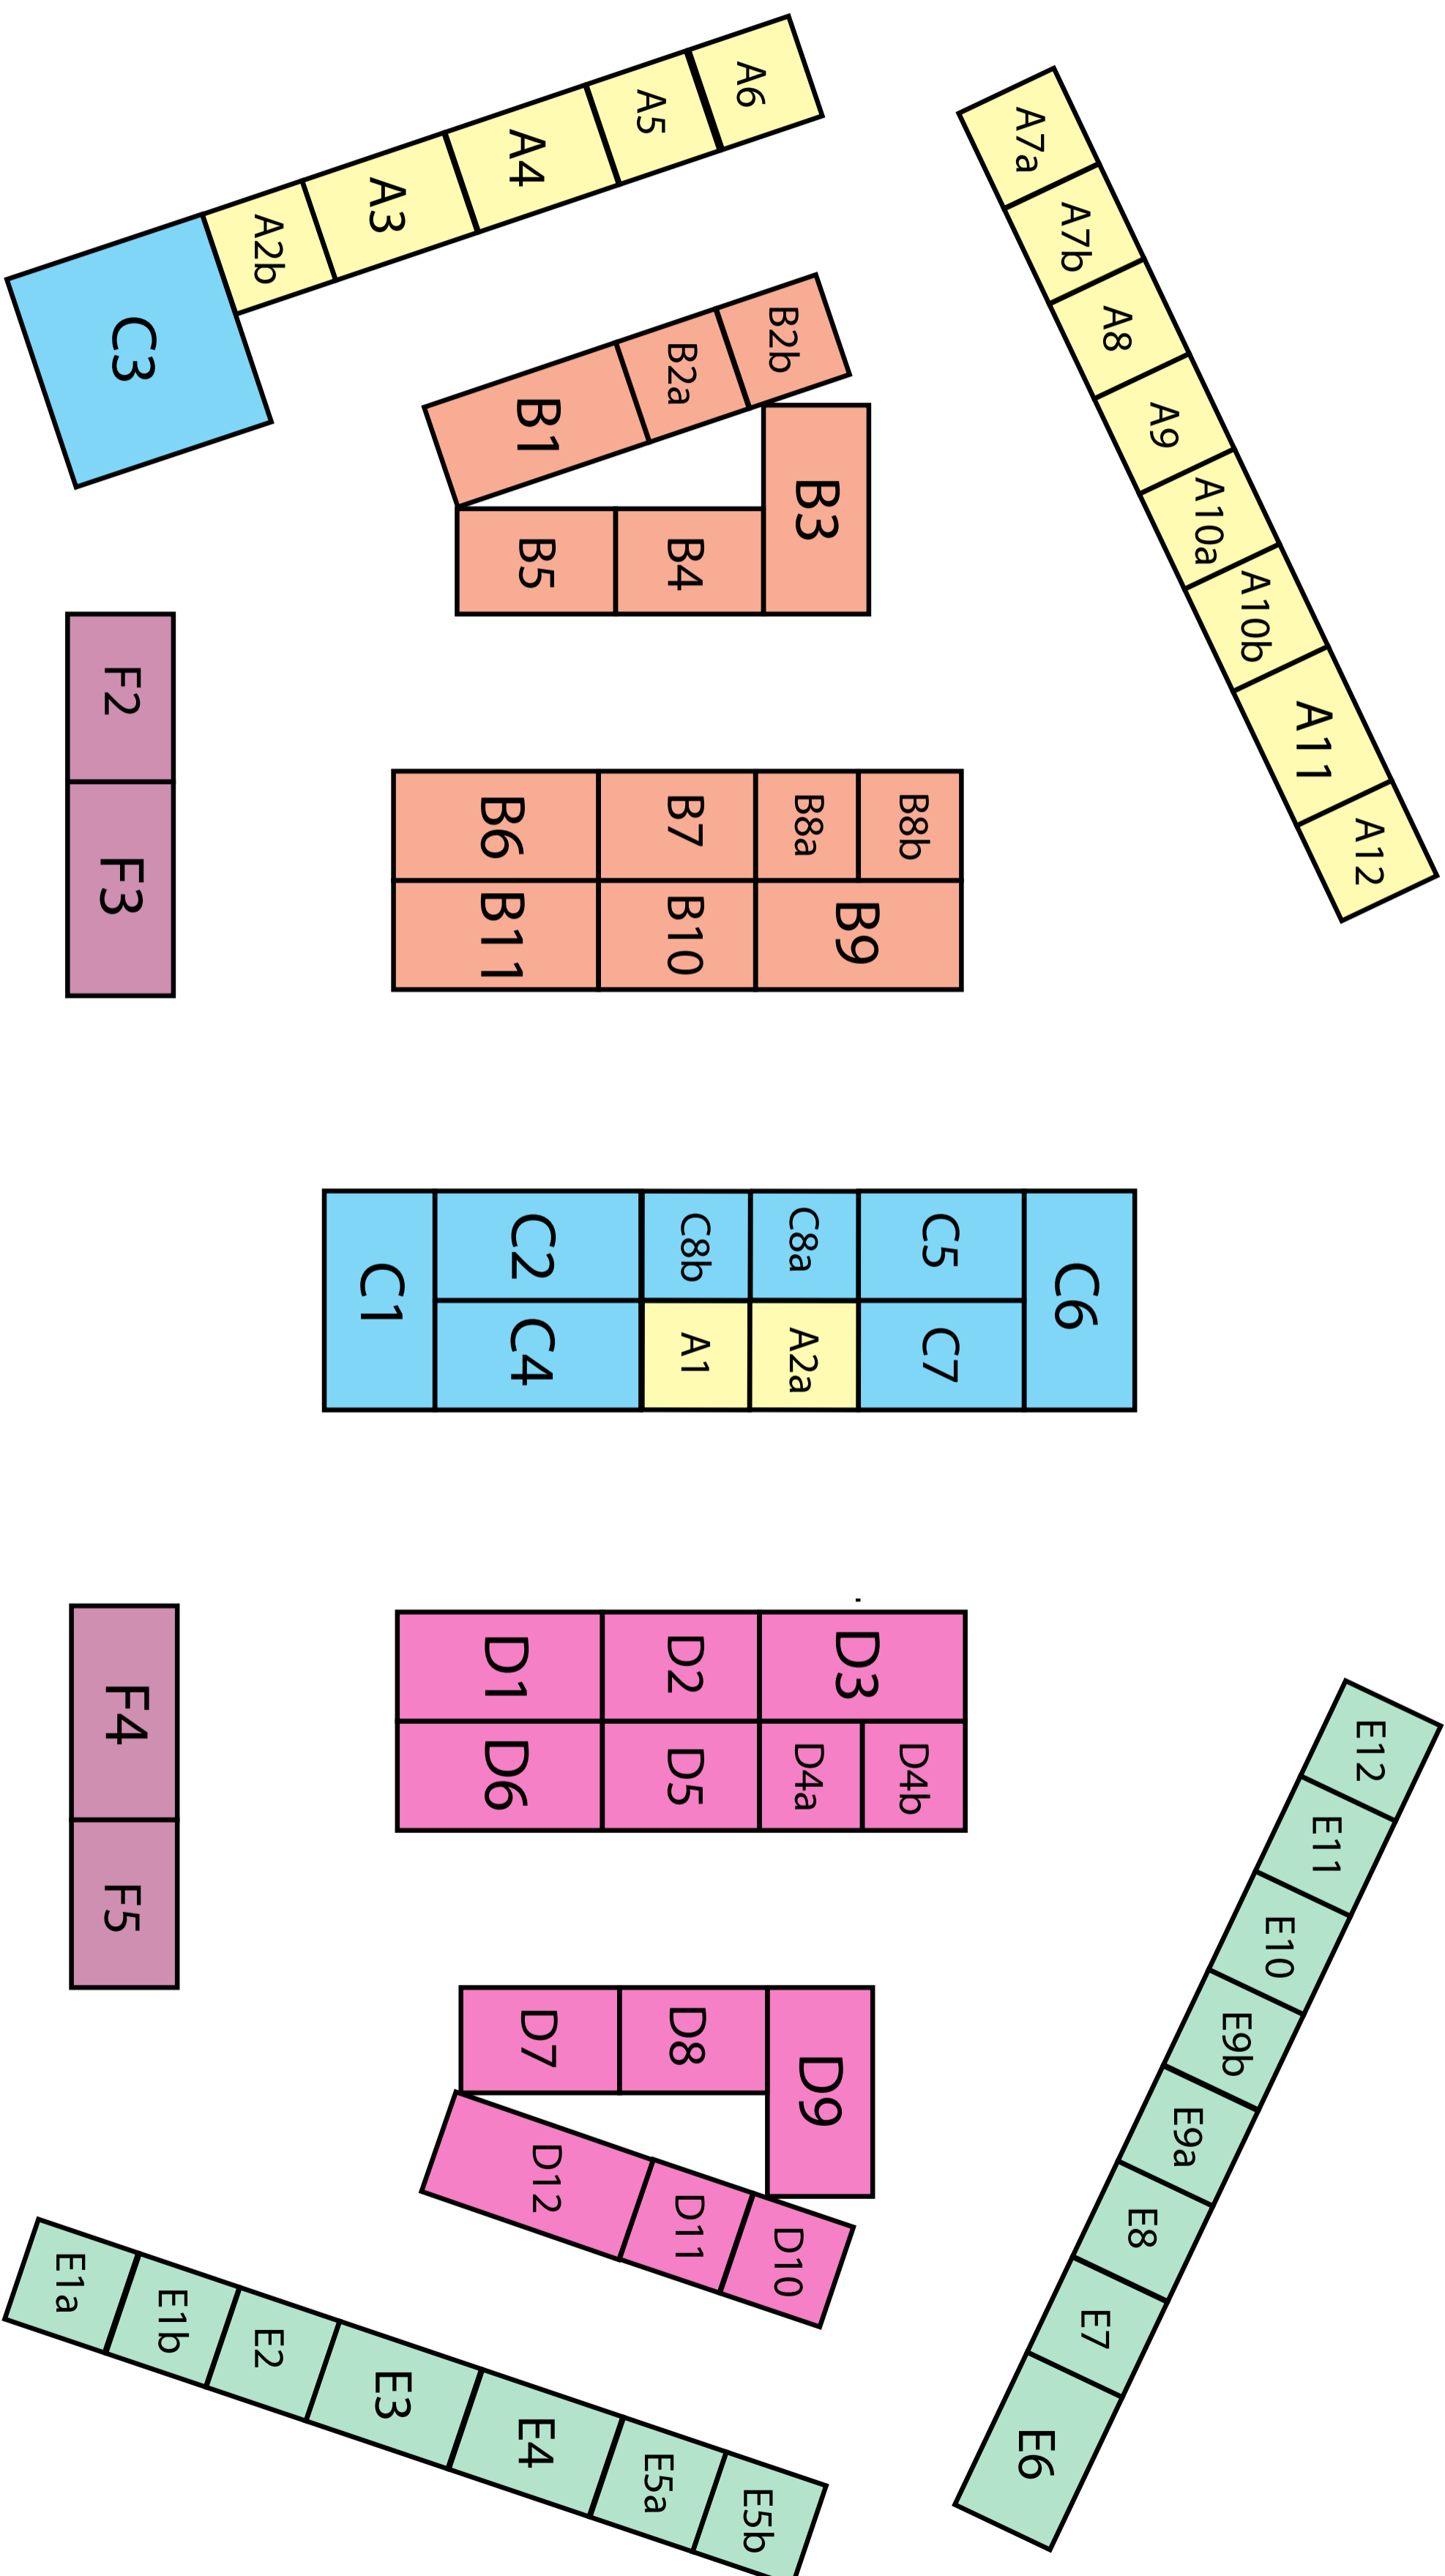 A6
A5
A4
A3
A2b
C3
A7a
A7b
A8
A9
A10a
A10b
A11
A12
B2b
B2a
B1
B3
B5
B4
F2
F3
B6
B7
B8a
B8b
B11
B10
B9
C1
C2
C8b
C8a
C5
C6
C4
A1
A2a
C7
F4
F5
D1
D2
D3
D6
D5
D4a
D4b
E12
E11
E10
E9b
E9a
E8
E7
E6
D7
D8
D9
D12
D11
D10
E1a
E1b
E2
E3
E4
E5a
E5b